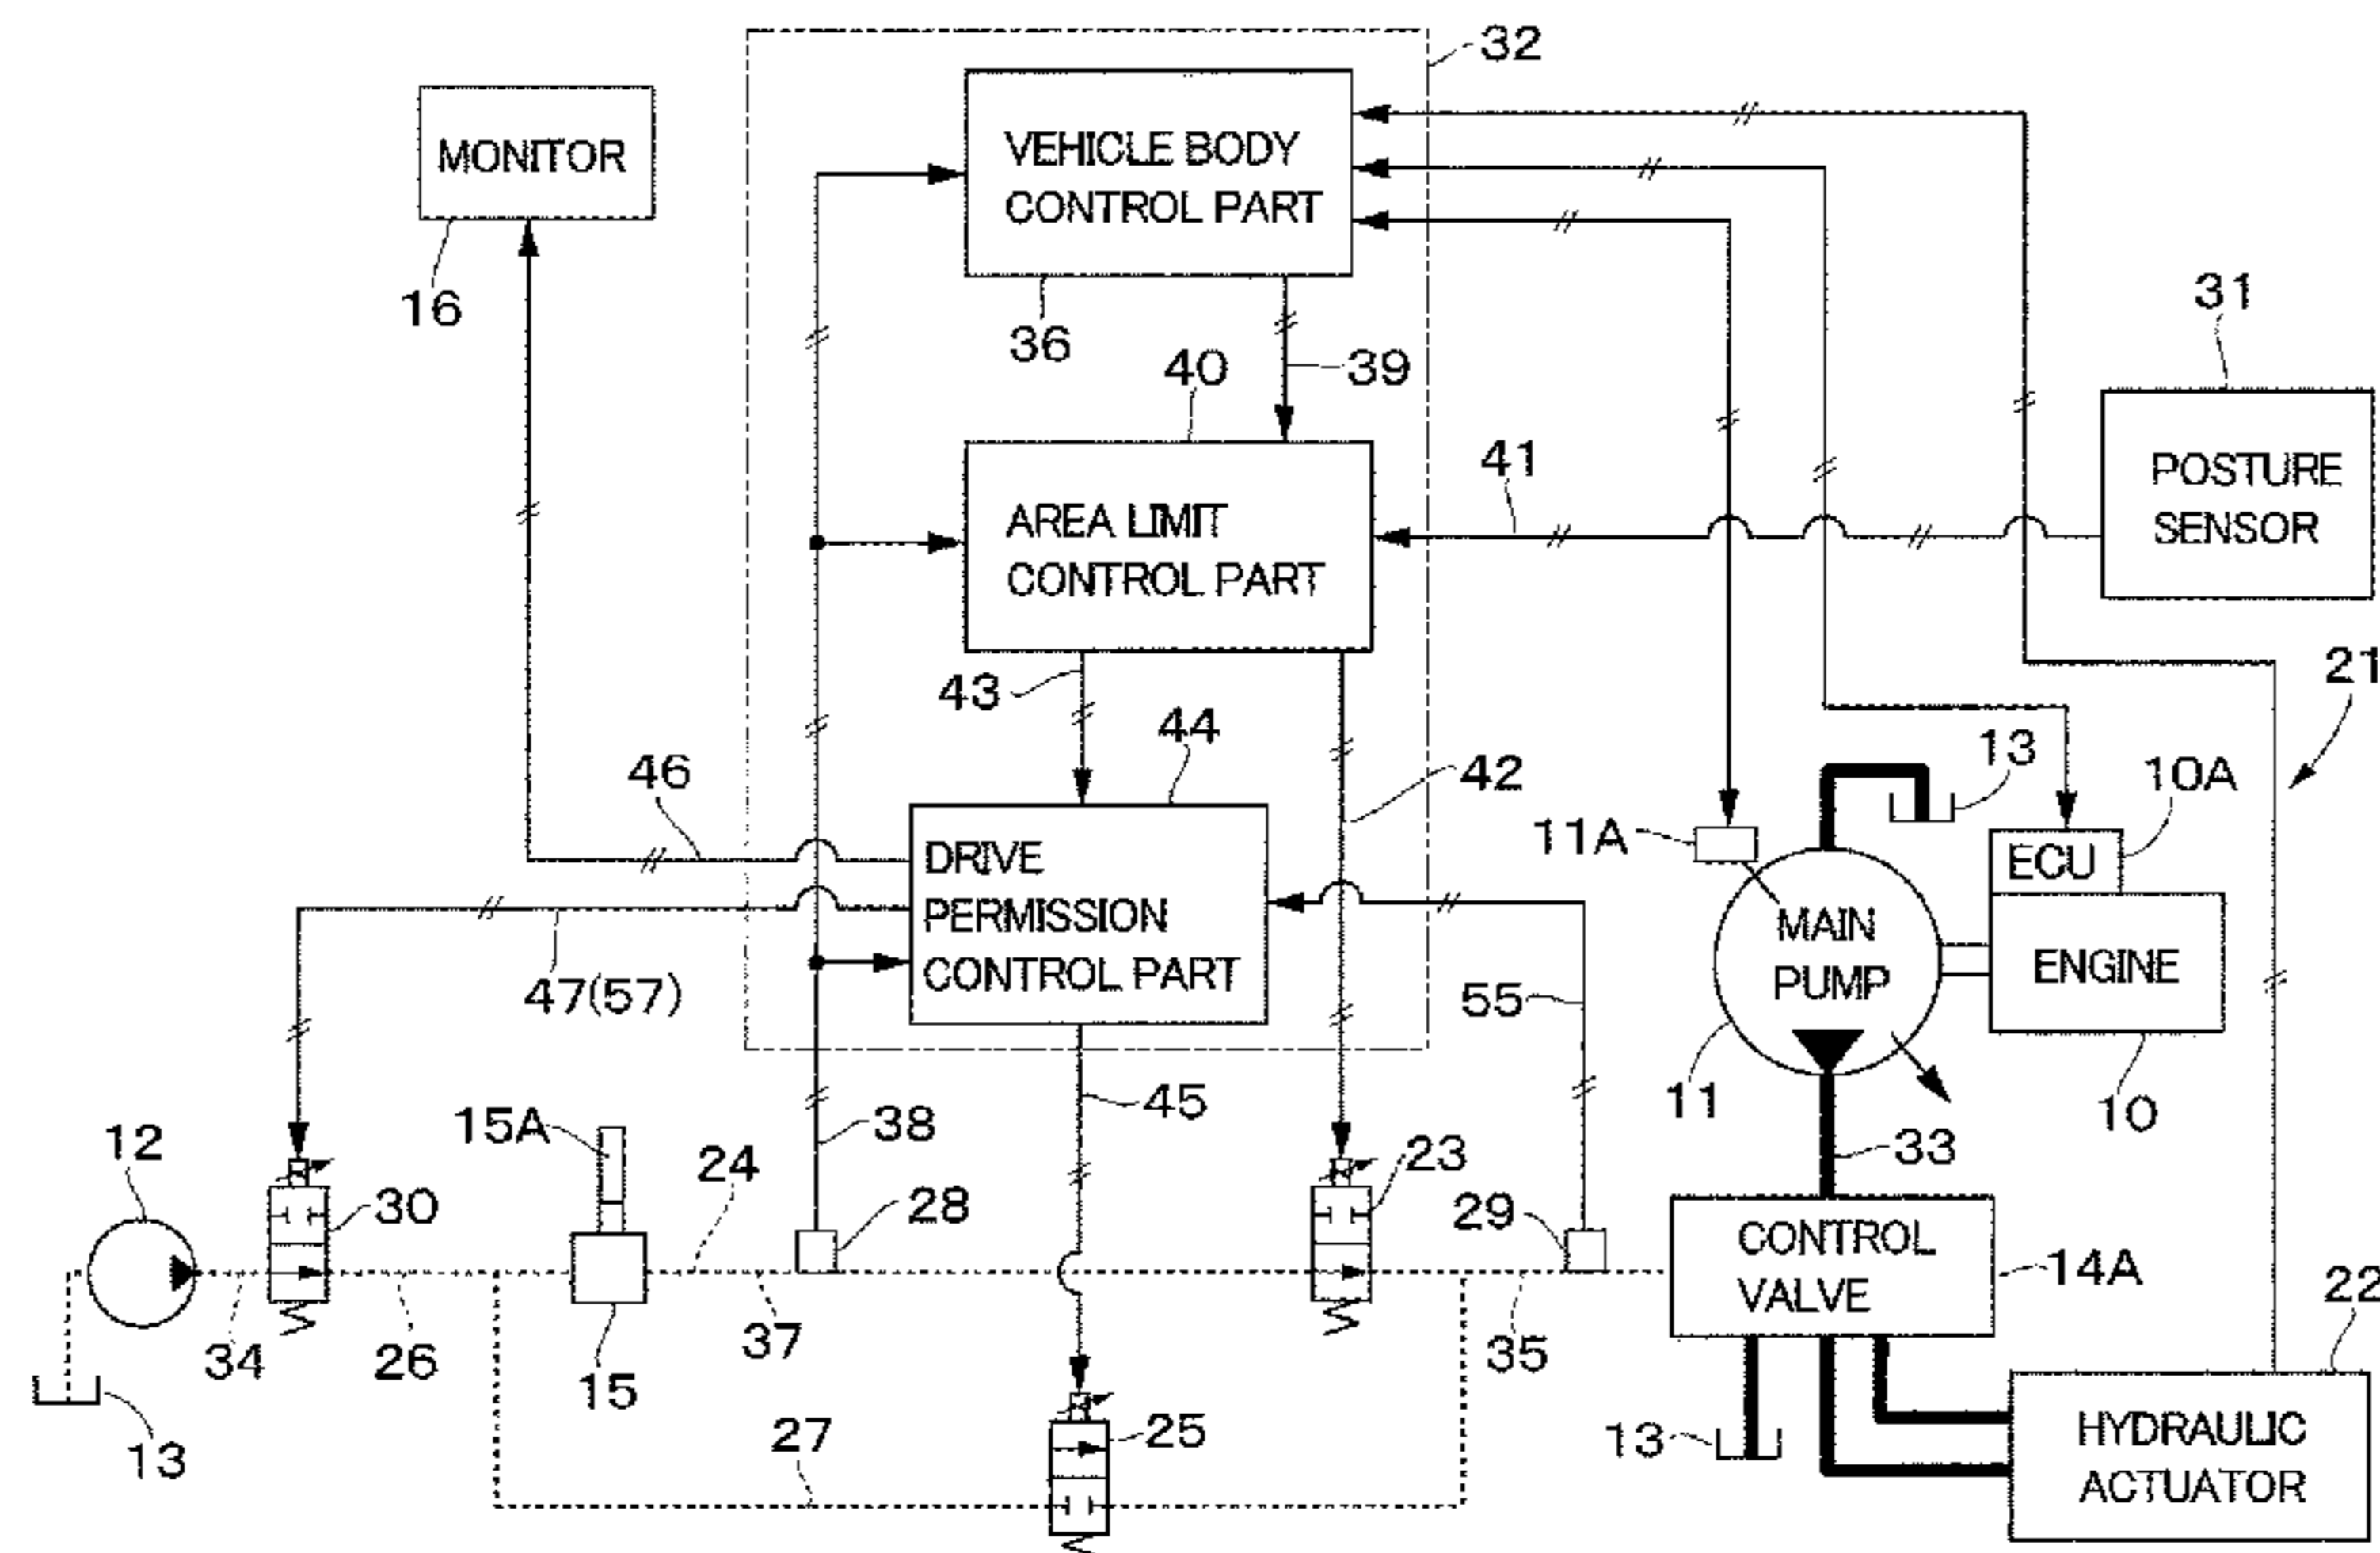 32
MONITOR
VEHICLE BODY
CONTROL PART
16
36
39
31
40
41
POSTURE
SENSOR
AREA LIMIT
CONTROL PART
43
21
44
42
13
10A
46
11A
ECU
DRIVE
PERMISSION
CONTROL PART
MAIN
PUMP
ENGINE
47(57)
55
11
10
45
15A
38
12
24
23
33
30
28
29
CONTROL
VALVE
14A
22
34
26
37
35
15
13
27
25
13
HYDRAULIC
ACTUATOR